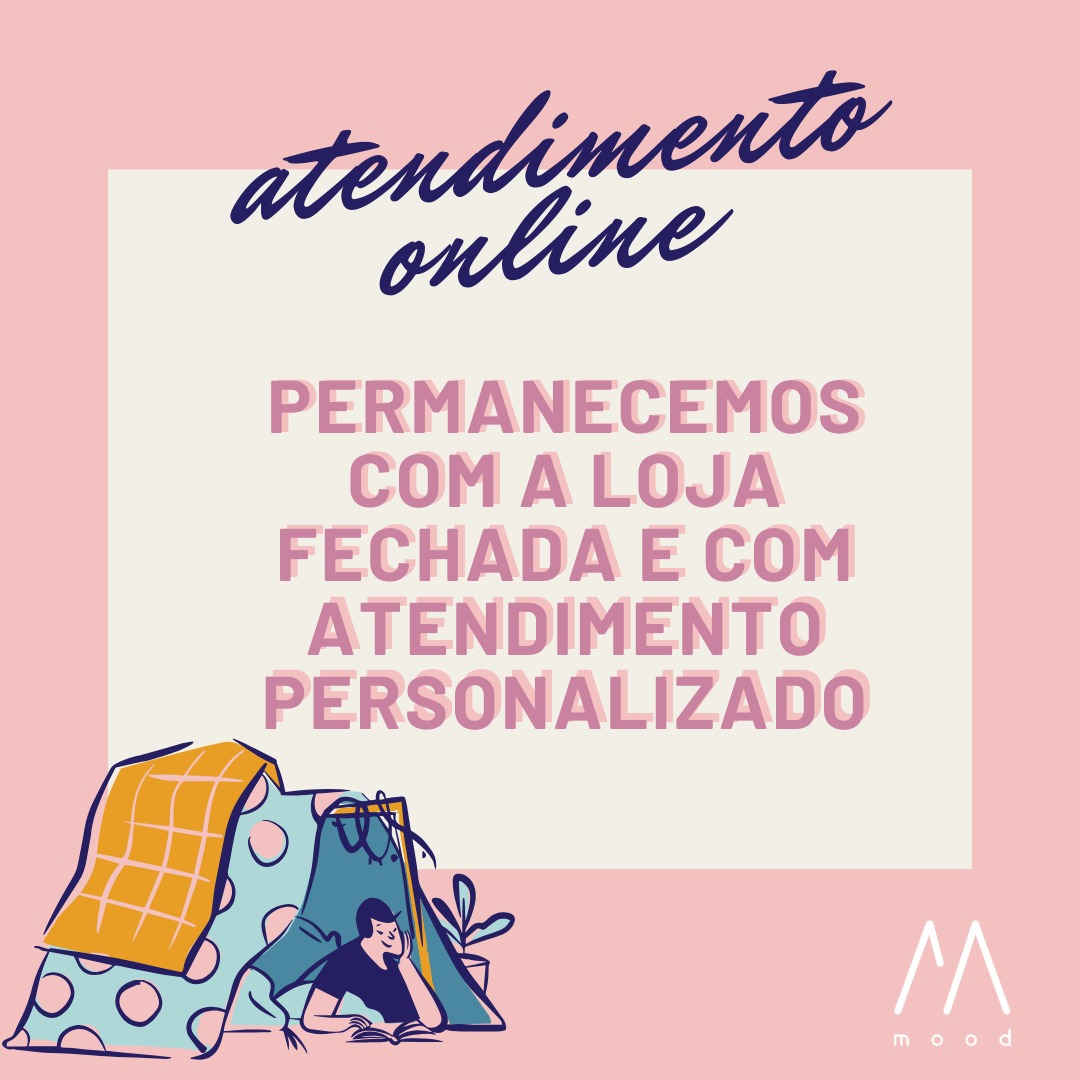 atendimento
online
PERMANECEMOS
COM A LOJA
FECHADA E COM
ATENDIMENTO
PERSONALIZADO
mood